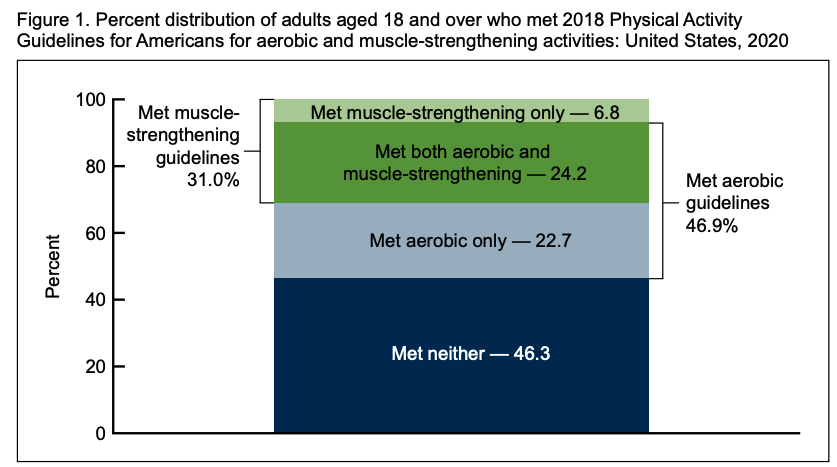 Figure 1. Percent distribution of adults aged 18 and over who met 2018 Physical Activity
Guidelines for Americans for aerobic and muscle-strengthening activities: United States, 2020
Percent
100
80
60
40
20
0
Met muscle-
strengthening
guidelines
31.0%
Met muscle-strengthening only — 6.8
Met both aerobic and
muscle-strengthening — 24.2
Met aerobic only — 22.7
Met neither — 46.3
Met aerobic
guidelines
46.9%